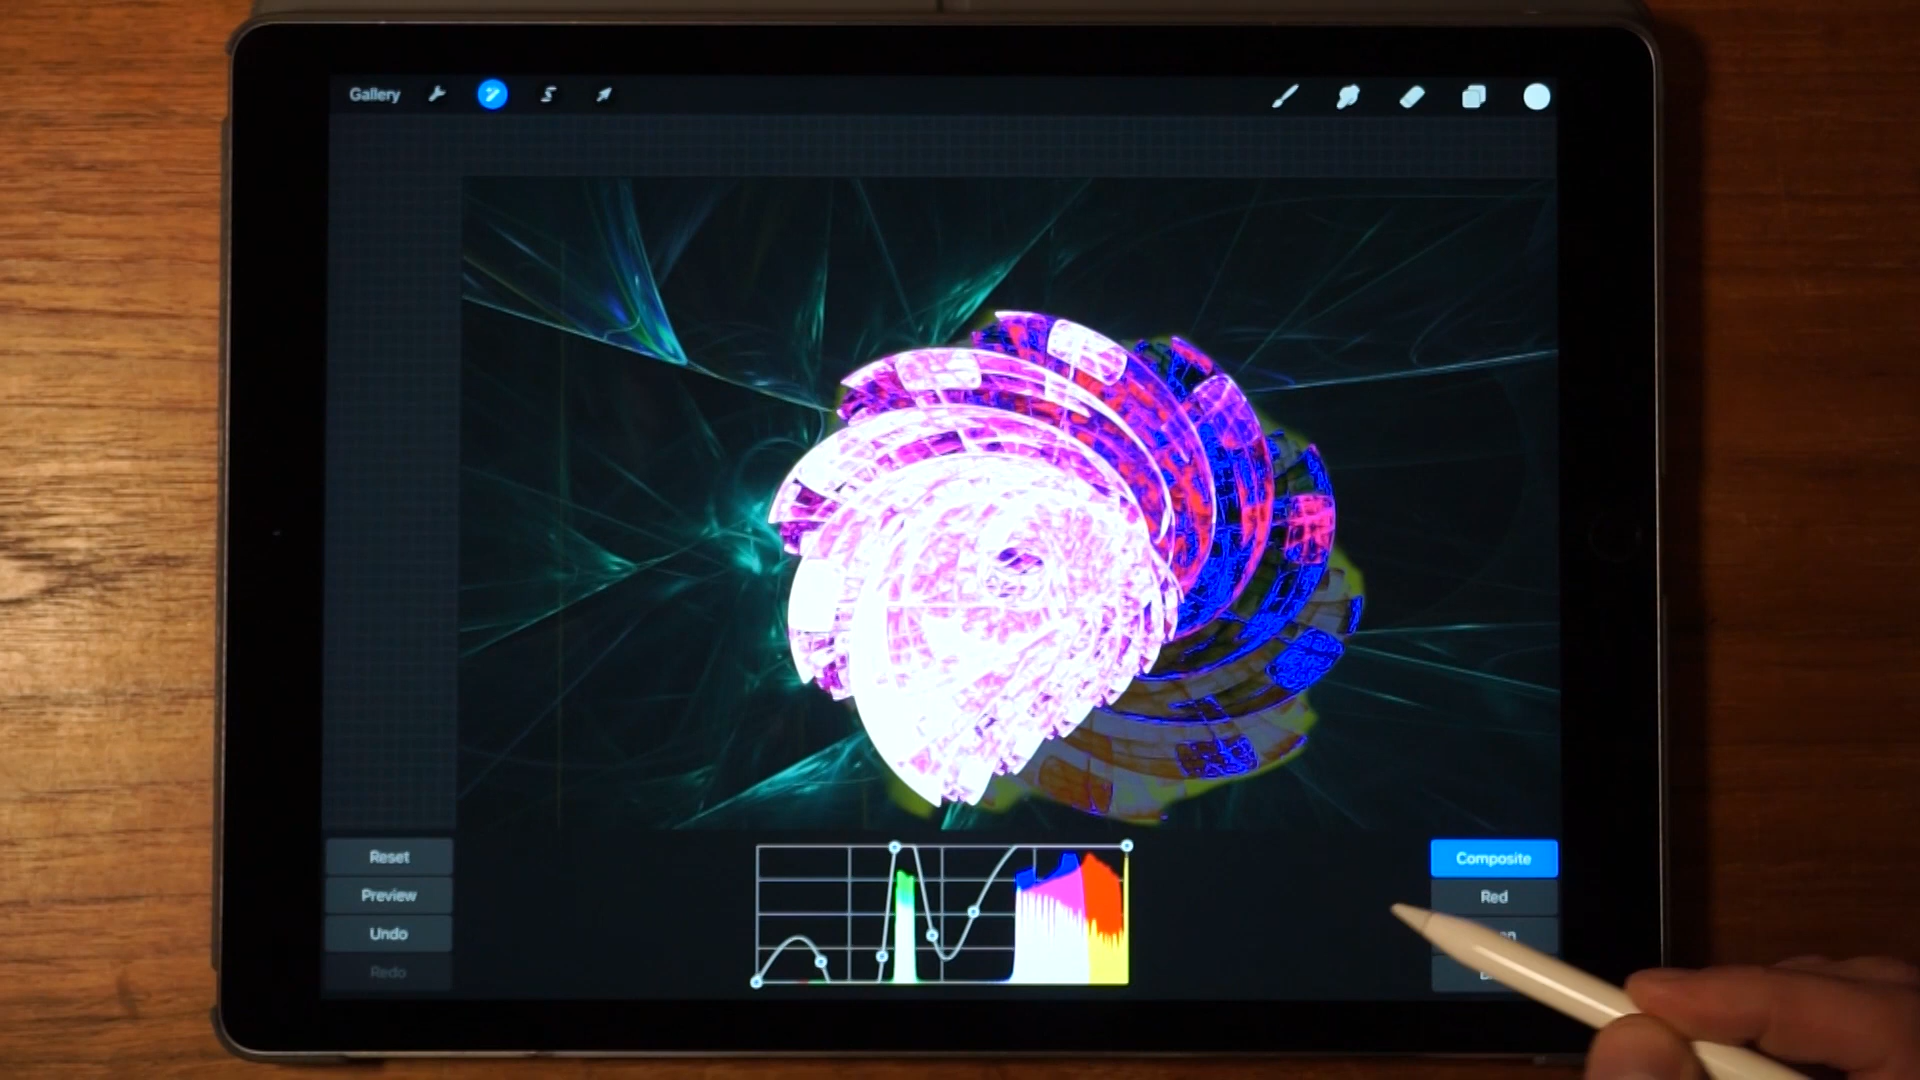 Gallery
Reset
Preview
Undo
Redo
Composite
Red